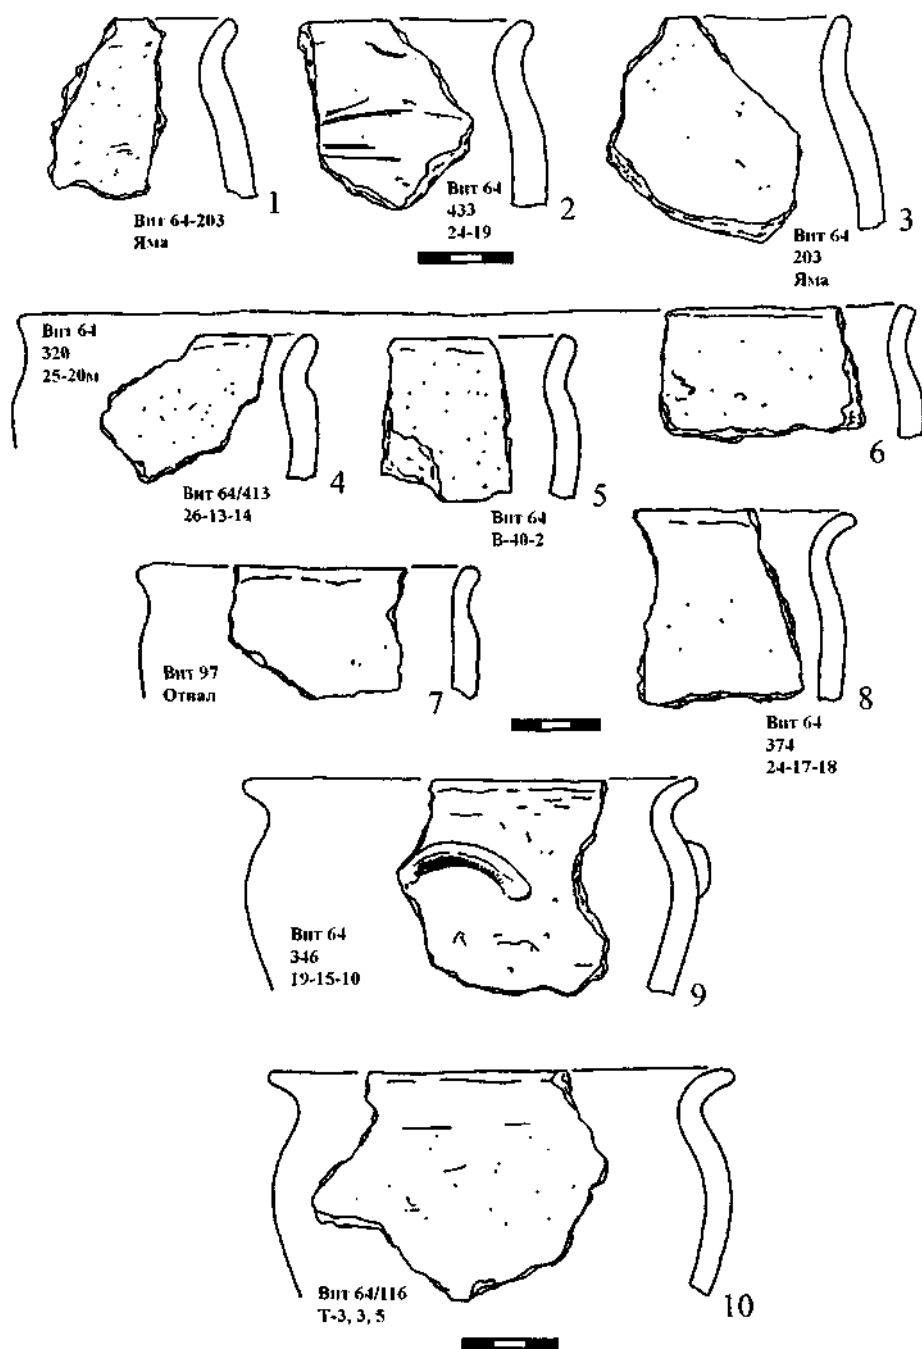 Вит 64-203
Яма
1
Вит 64
433
24-19
2
Вит 64
203
Яма
3
Вит 64
320
25-20м
Вит 64/413
26-13-14
4
Вит 64
В-40-2
5
6
Вит 97
Отвал
7
Вит 64
374
24-17-18
8
Вит 64
346
19-15-10
9
Вит 64/116
Т-3, 3, 5
10